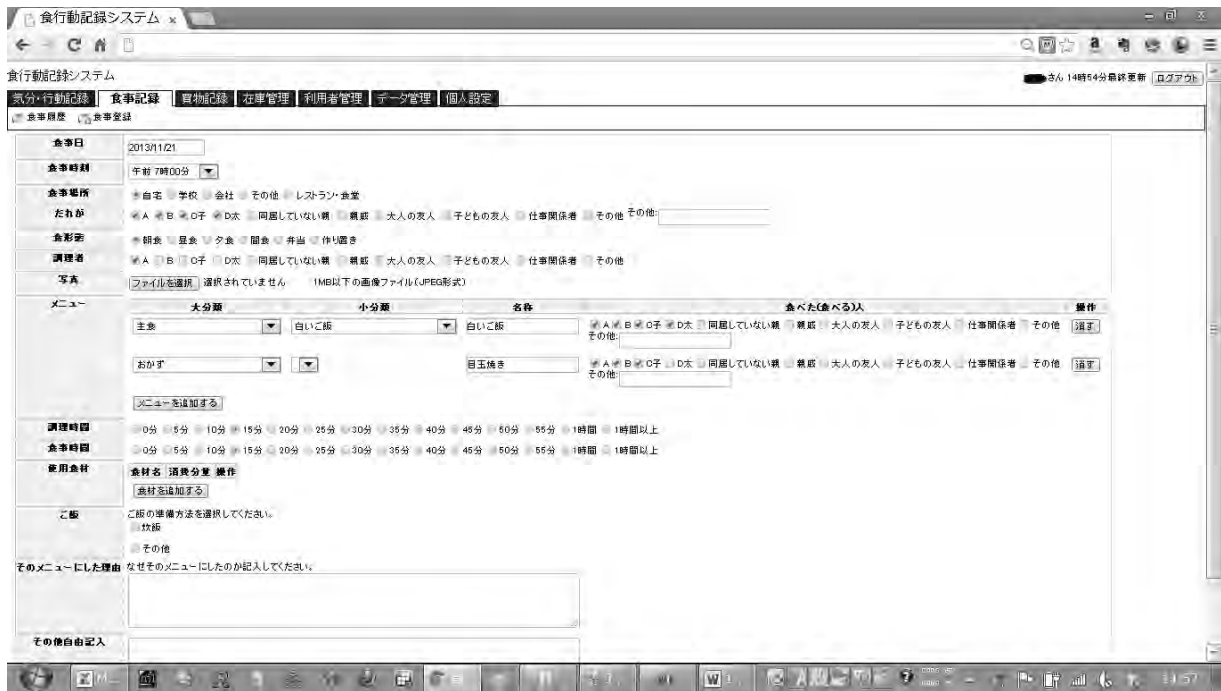 食行動記録システム ×
食行動記録システム
さん 14時54分最終更新 ログアウト
気分・行動記録 食事記録 買物記録 在庫管理 利用者管理 データ管理 個人設定
食事履歴 食事登録
食事日 2013/11/21
食事時刻 午前 7時00分
食事場所 自宅 学校 会社 その他 レストラン・食堂
だれが A B C子 D太 同居していない親 親戚 大人の友人 子どもの友人 仕事関係者 その他 その他:
食形態 朝食 昼食 夕食 間食 弁当 作り置き
調理者 A B C子 D太 同居していない親 親戚 大人の友人 子どもの友人 仕事関係者 その他
写真 ファイルを選択 選択されていません 1MB以下の画像ファイル(JPEG形式)
メニュー 大分類 小分類 名称 食べた(食べる)人 操作
主食 白いご飯 白いご飯 A B C子 D太 同居していない親 親戚 大人の友人 子どもの友人 仕事関係者 その他 消す
その他:
おかず 目玉焼き A B C子 D太 同居していない親 親戚 大人の友人 子どもの友人 仕事関係者 その他 消す
その他:
メニューを追加する
調理時間 0分 5分 10分 15分 20分 25分 30分 35分 40分 45分 50分 55分 1時間 1時間以上
食事時間 0分 5分 10分 15分 20分 25分 30分 35分 40分 45分 50分 55分 1時間 1時間以上
使用食材 食材名 消費分量 操作
食材を追加する
ご飯 ご飯の準備方法を選択してください。
炊飯
その他
そのメニューにした理由 なぜそのメニューにしたのか記入してください。
その他自由記入
14:57